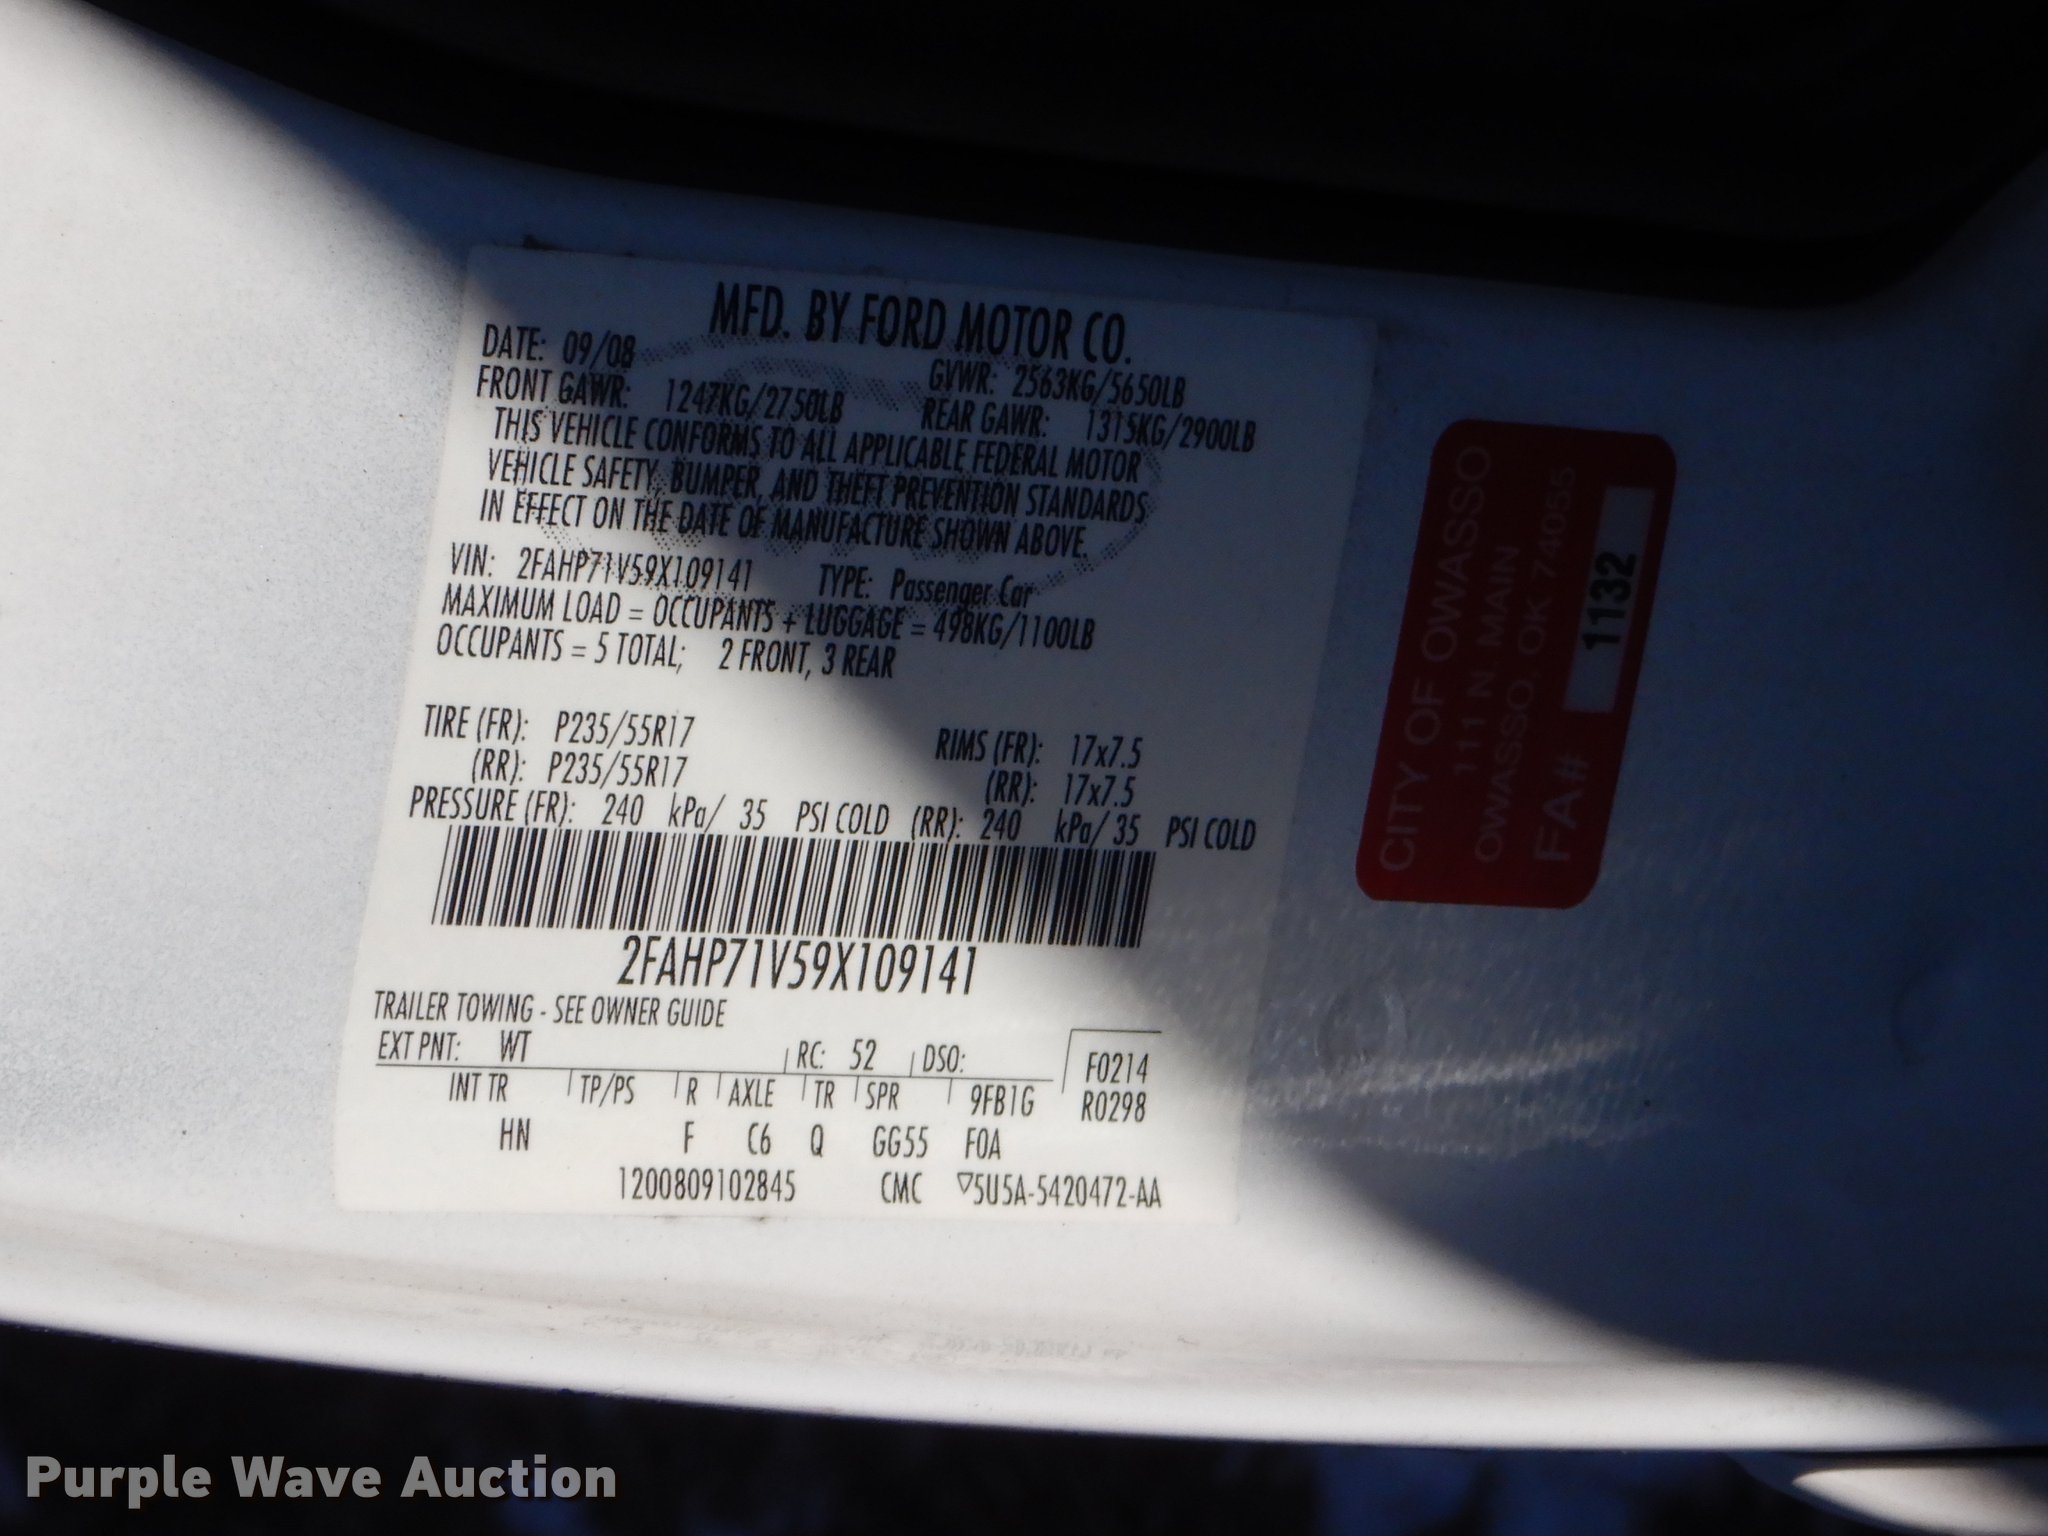 MFD. BY FORD MOTOR CO.
DATE: 09/08 GVWR: 2563KG/5650LB
FRONT GAWR: 1247KG/2750LB REAR GAWR: 1315KG/2900LB
THIS VEHICLE CONFORMS TO ALL APPLICABLE FEDERAL MOTOR
VEHICLE SAFETY, BUMPER, AND THEFT PREVENTION STANDARDS
IN EFFECT ON THE DATE OF MANUFACTURE SHOWN ABOVE.
VIN: 2FAHP71V59X109141 TYPE: Passenger Car
MAXIMUM LOAD = OCCUPANTS + LUGGAGE = 498KG/1100LB
OCCUPANTS = 5 TOTAL; 2 FRONT, 3 REAR
TIRE (FR): P235/55R17 RIMS (FR): 17x7.5
(RR): P235/55R17 (RR): 17x7.5
PRESSURE (FR): 240 kPa/ 35 PSI COLD (RR): 240 kPa/ 35 PSI COLD
2FAHP71V59X109141
TRAILER TOWING - SEE OWNER GUIDE
EXT PNT: WT RC: 52 DSO: F0214
INT TR TP/PS R AXLE TR SPR 9FB1G R0298
HN F C6 Q GG55 FOA
1200809102845 CMC ▽5U5A-5420472-AA
CITY OF OWASSO
111 N. MAIN
OWASSO, OK 74055
FA# 1132
Purple Wave Auction